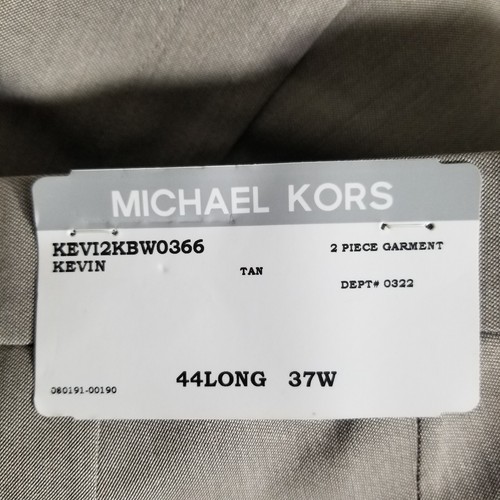 MICHAEL KORS
KEVI2KBW0366 2 PIECE GARMENT
KEVIN TAN
DEPT# 0322
44LONG 37W
080191-00190